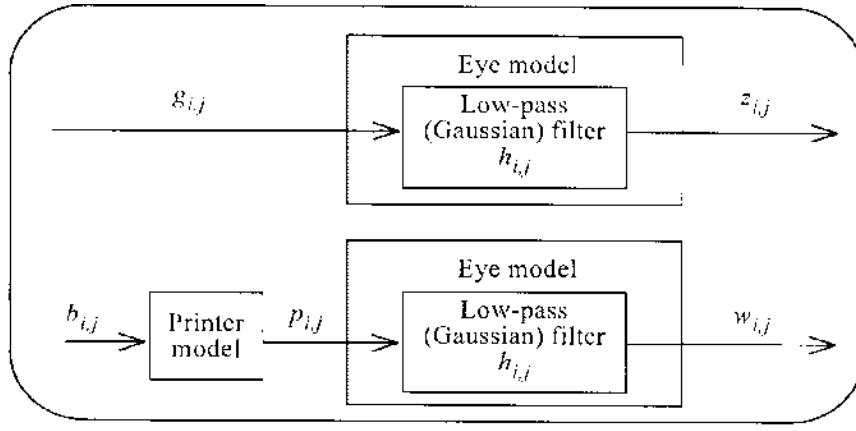 Eye model
g_{i,j}
Low-pass
(Gaussian) filter
h_{i,j}
z_{i,j}
Eye model
b_{i,j}
Printer
model
p_{i,j}
Low-pass
(Gaussian) filter
h_{i,j}
w_{i,j}